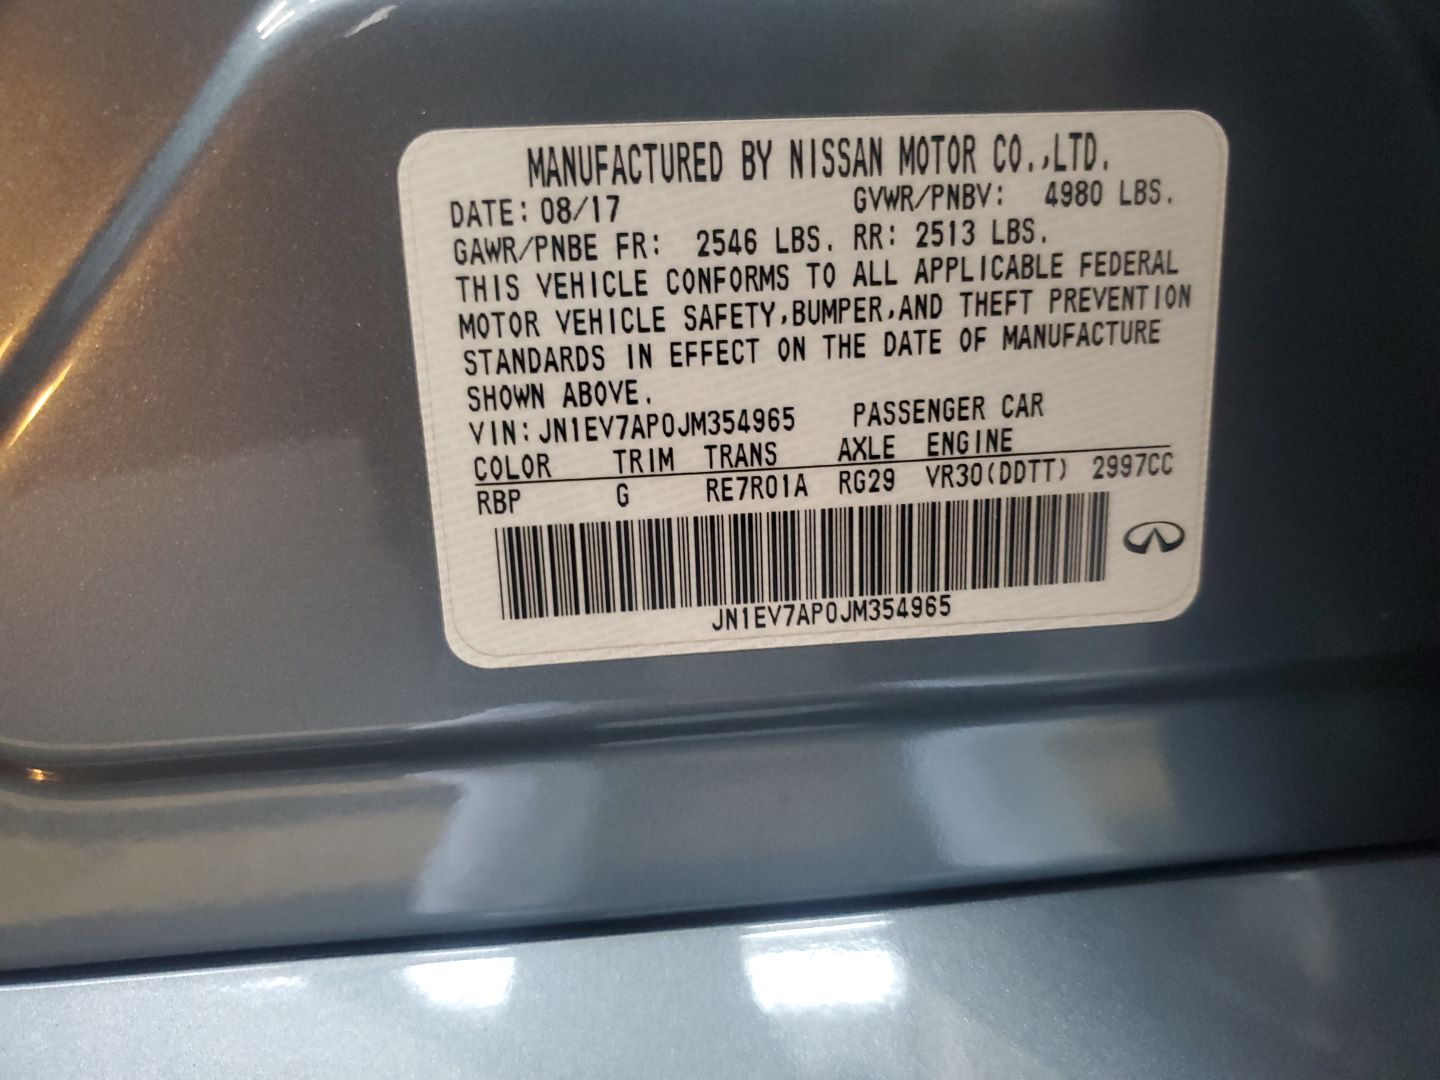 MANUFACTURED BY NISSAN MOTOR CO.,LTD.
DATE: 08/17 GVWR/PNBV: 4980 LBS.
GAWR/PNBE FR: 2546 LBS. RR: 2513 LBS.
THIS VEHICLE CONFORMS TO ALL APPLICABLE FEDERAL
MOTOR VEHICLE SAFETY,BUMPER,AND THEFT PREVENTION
STANDARDS IN EFFECT ON THE DATE OF MANUFACTURE
SHOWN ABOVE.
VIN: JN1EV7AP0JM354965 PASSENGER CAR
COLOR TRIM TRANS AXLE ENGINE
RBP G RE7R01A RG29 VR30(DDTT) 2997CC
JN1EV7AP0JM354965